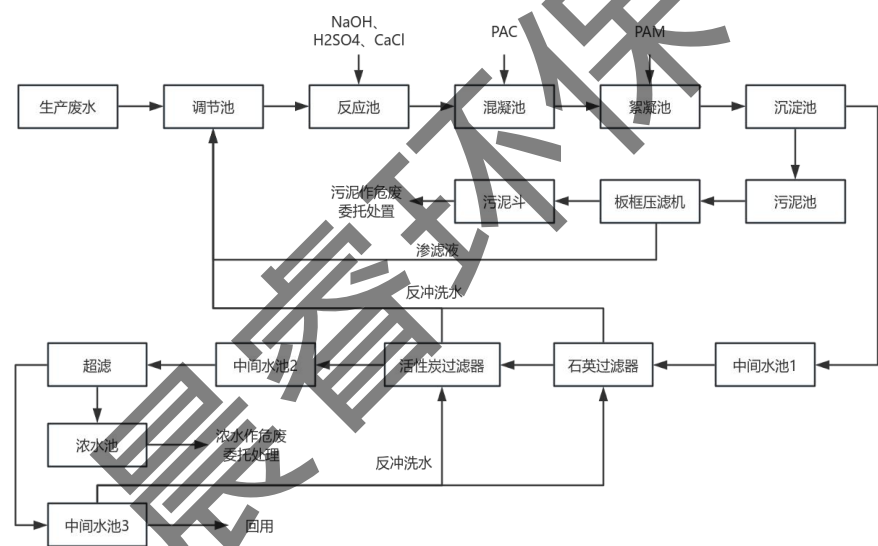 NaOH、
H2SO4、CaCl
PAC
PAM
生产废水
调节池
反应池
混凝池
絮凝池
沉淀池
污泥作危废
委托处置
污泥斗
板框压滤机
污泥池
渗滤液
反冲洗水
超滤
中间水池2
活性炭过滤器
石英过滤器
中间水池1
浓水池
浓水作危废
委托处理
反冲洗水
中间水池3
回用
晨睿环保